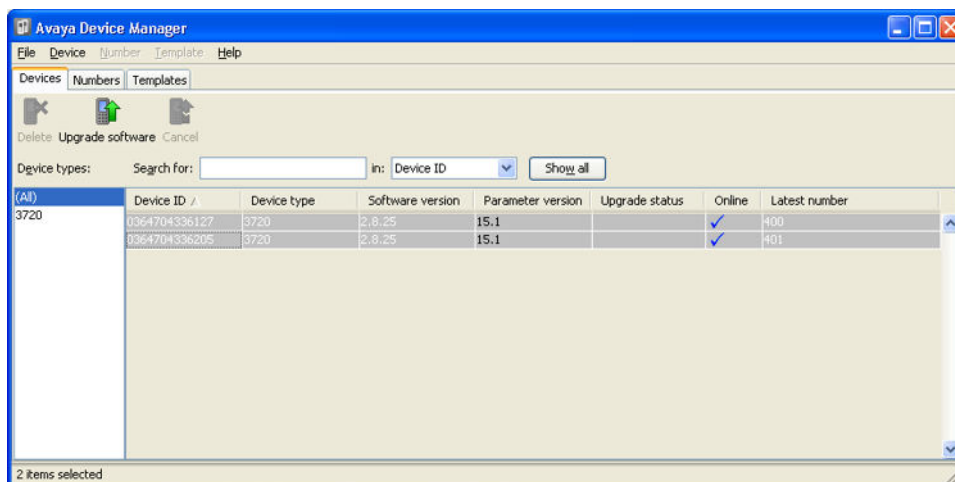 Avaya Device Manager
File Device Number Template Help
Devices Numbers Templates
Delete Upgrade software Cancel
Device types: Search for: in: Device ID Show all
(All) Device ID Device type Software version Parameter version Upgrade status Online Latest number
3720 0364704336127 3720 2.8.25 15.1 400
0364704336205 3720 2.8.25 15.1 401
2 items selected